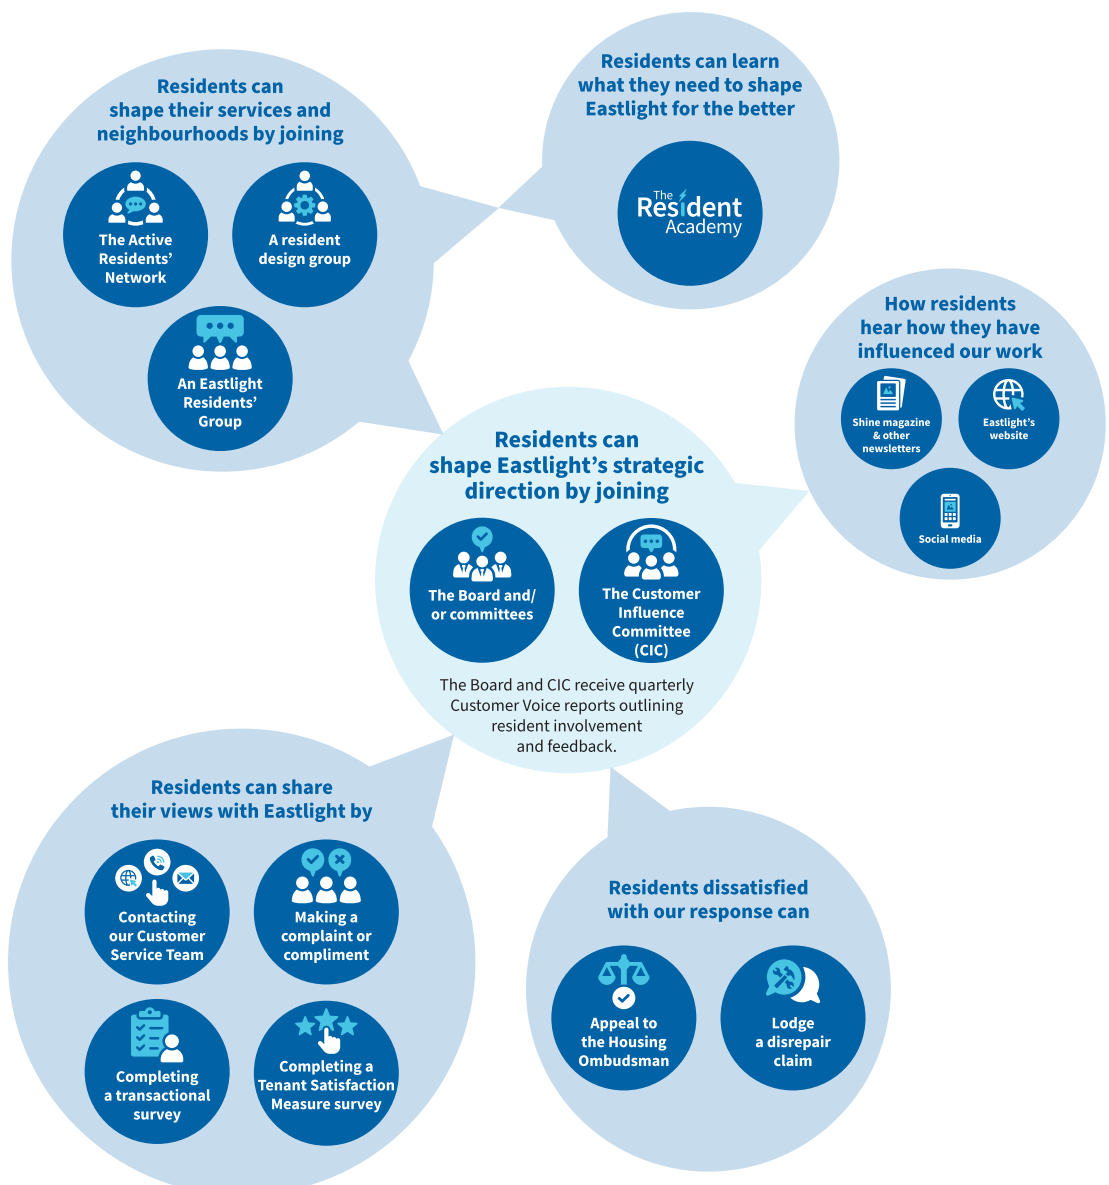 Residents can
shape their services and
neighbourhoods by joining
The Active
Residents’
Network
A resident
design group
An Eastlight
Residents’
Group
Residents can learn
what they need to shape
Eastlight for the better
The
Resident
Academy
How residents
hear how they have
influenced our work
Shine magazine
& other
newsletters
Eastlight’s
website
Social media
Residents can
shape Eastlight’s strategic
direction by joining
The Board and/
or committees
The Customer
Influence
Committee
(CIC)
The Board and CIC receive quarterly
Customer Voice reports outlining
resident involvement
and feedback.
Residents can share
their views with Eastlight by
Contacting
our Customer
Service Team
Making a
complaint or
compliment
Completing
a transactional
survey
Completing a
Tenant Satisfaction
Measure survey
Residents dissatisfied
with our response can
Appeal to
the Housing
Ombudsman
Lodge
a disrepair
claim